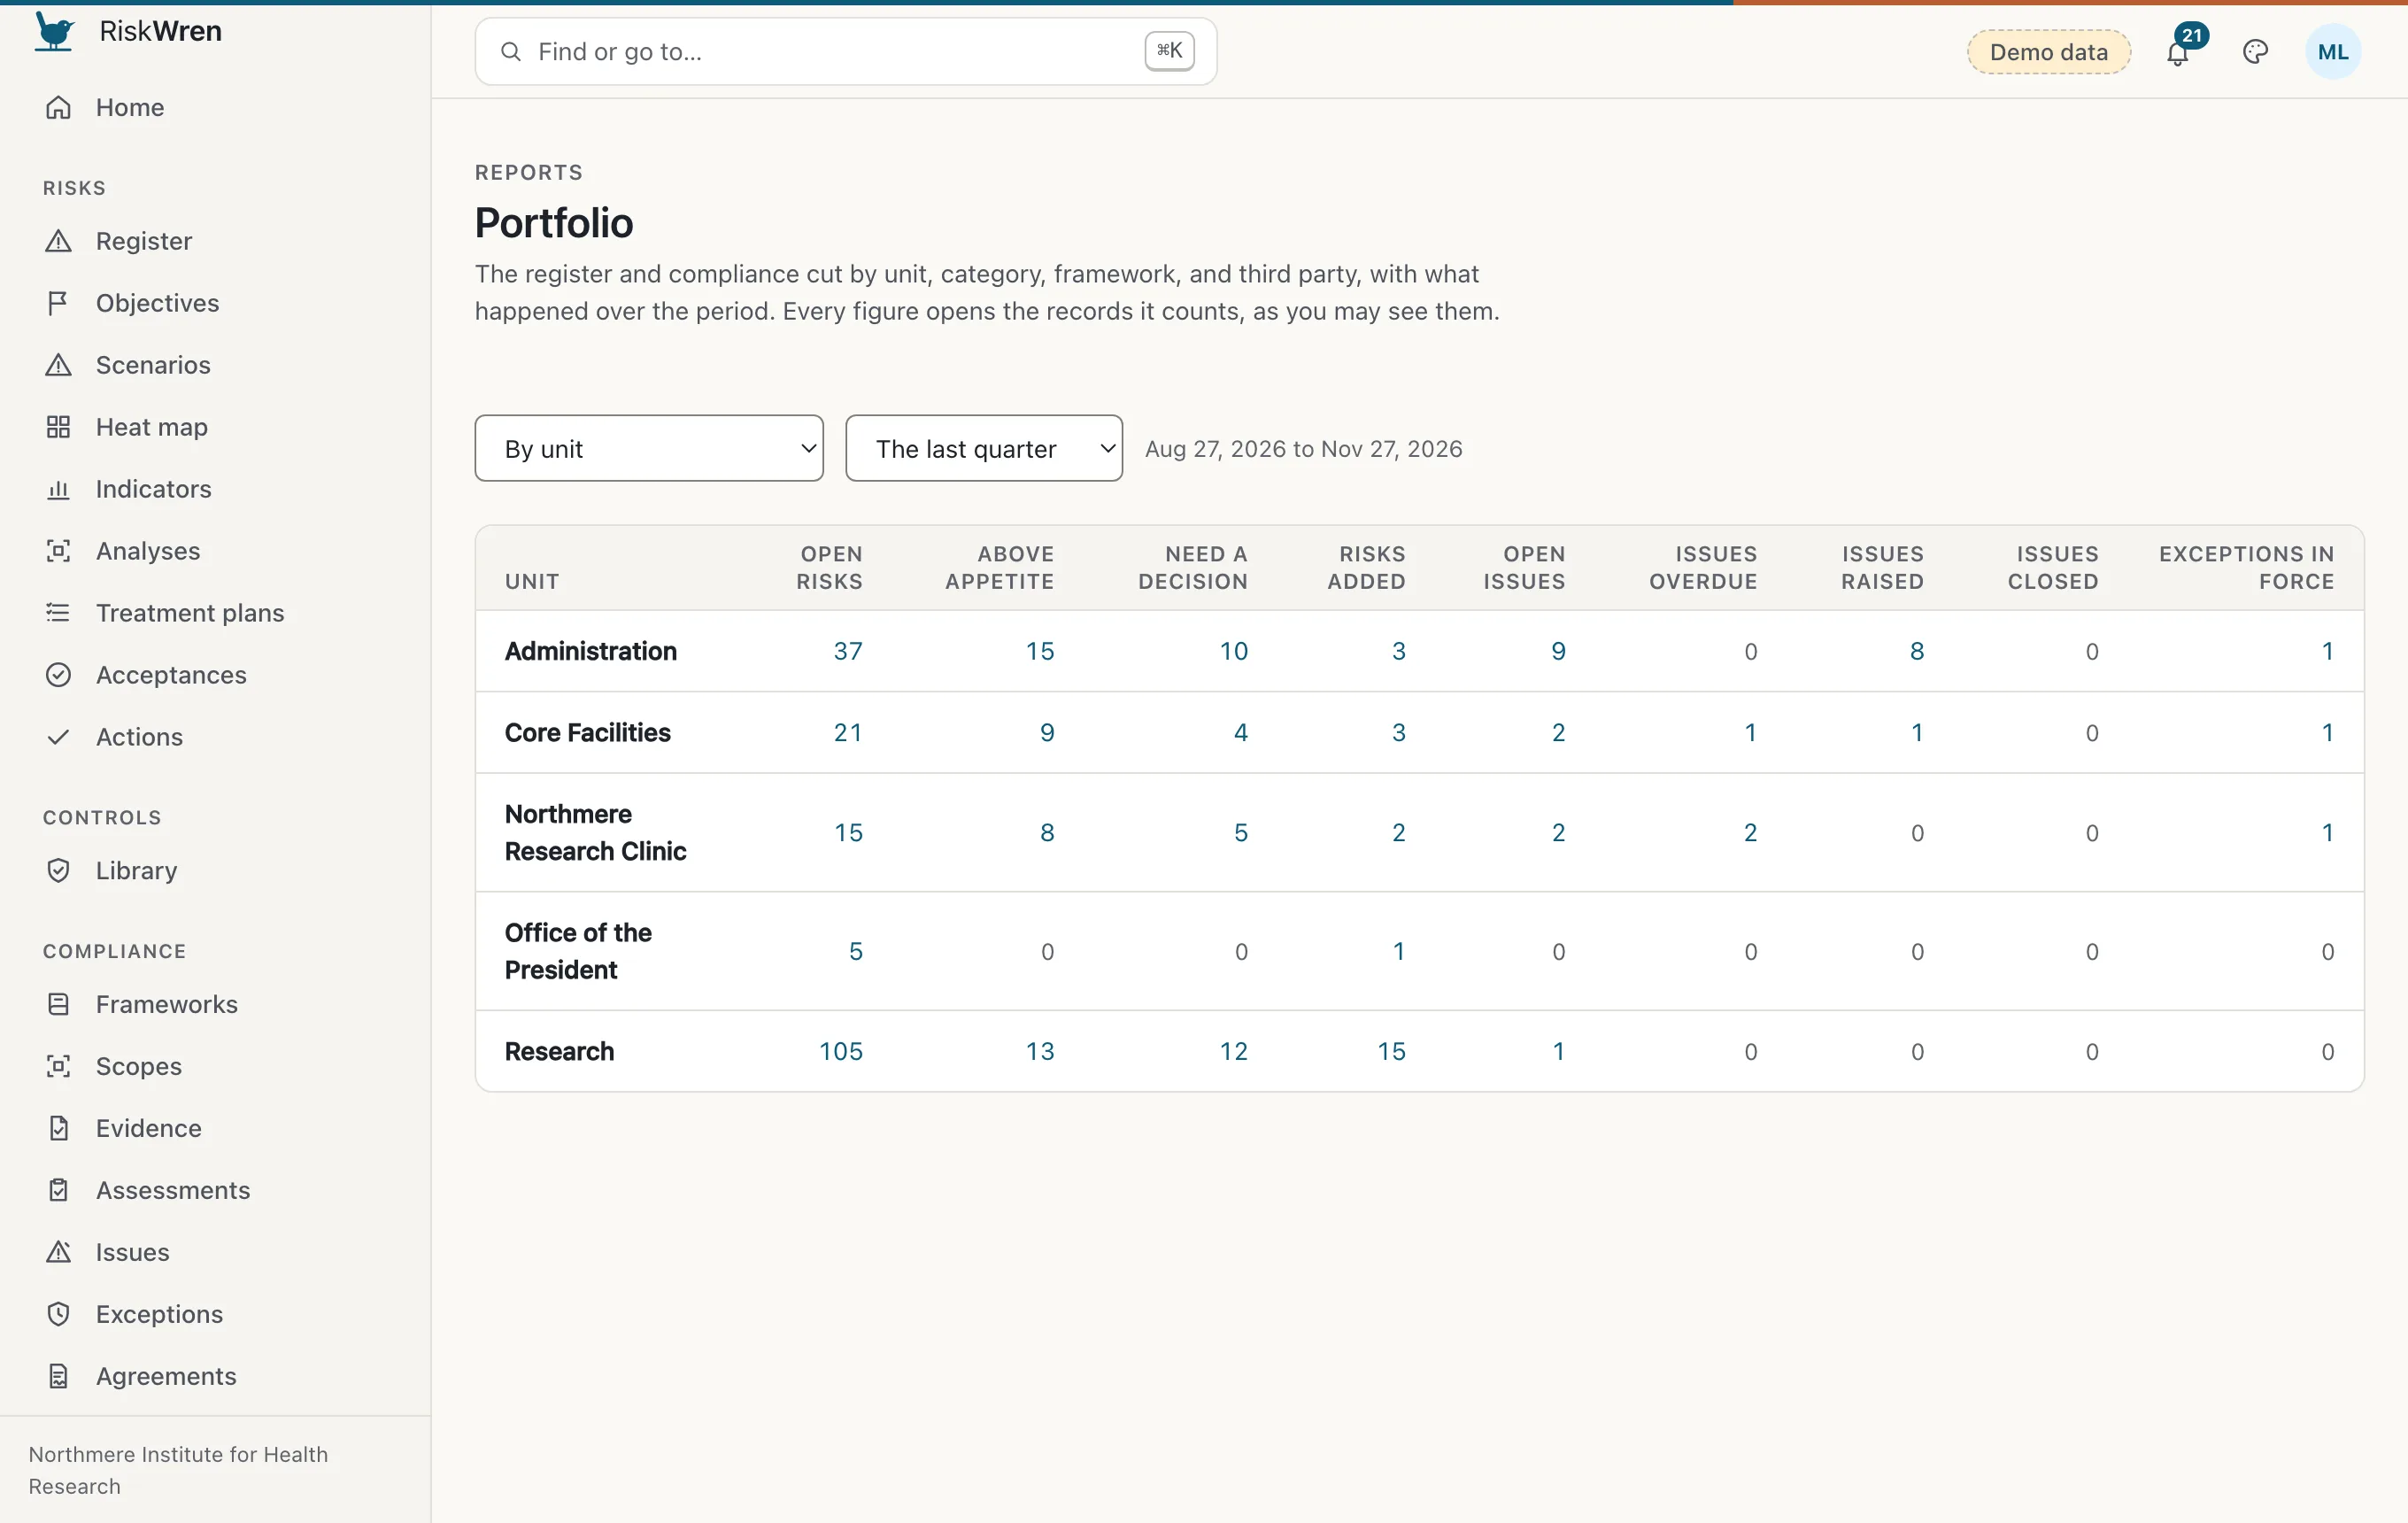 RiskWren
Home
RISKS
Register
Objectives
Scenarios
Heat map
Indicators
Analyses
Treatment plans
Acceptances
Actions
CONTROLS
Library
COMPLIANCE
Frameworks
Scopes
Evidence
Assessments
Issues
Exceptions
Agreements
Northmere Institute for Health
Research
Find or go to...
⌘K
Demo data
21
ML
REPORTS
Portfolio
The register and compliance cut by unit, category, framework, and third party, with what
happened over the period. Every figure opens the records it counts, as you may see them.
By unit
The last quarter
Aug 27, 2026 to Nov 27, 2026
UNIT OPEN RISKS ABOVE APPETITE NEED A DECISION RISKS ADDED OPEN ISSUES ISSUES OVERDUE ISSUES RAISED ISSUES CLOSED EXCEPTIONS IN FORCE
Administration 37 15 10 3 9 0 8 0 1
Core Facilities 21 9 4 3 2 1 1 0 1
Northmere
Research Clinic 15 8 5 2 2 2 0 0 1
Office of the
President 5 0 0 1 0 0 0 0 0
Research 105 13 12 15 1 0 0 0 0